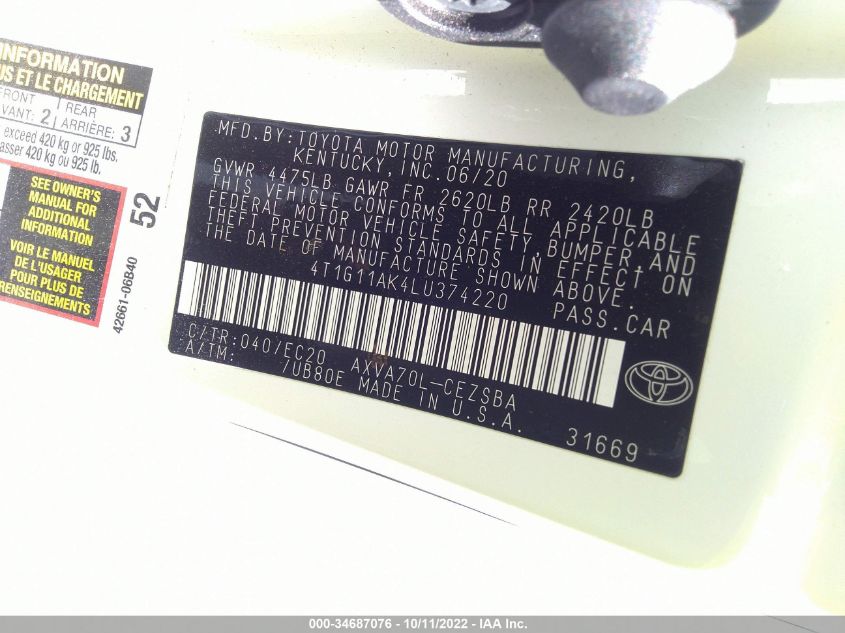 INFORMATION
US ET LE CHARGEMENT
FRONT
VANT: 2
REAR
ARRIÈRE: 3
exceed 420 kg or 925 lbs.
asser 420 kg ou 925 lb.
SEE OWNER'S
MANUAL FOR
ADDITIONAL
INFORMATION
VOIR LE MANUEL
DE L'USAGER
POUR PLUS DE
RENSEIGNEMENTS
52
42661-06B40
MFD. BY: TOYOTA MOTOR MANUFACTURING,
KENTUCKY, INC. 06/20
GVWR 4475LB GAWR FR 2620LB RR 2420LB
THIS VEHICLE CONFORMS TO ALL APPLICABLE
FEDERAL MOTOR VEHICLE SAFETY, BUMPER, AND
THEFT PREVENTION STANDARDS IN EFFECT ON
THE DATE OF MANUFACTURE SHOWN ABOVE.
4T1G11AK4LU374220 PASS.CAR
C/TR: 0407/EC20 AXVA70L-CEZSBA
A/TM: /UB80E MADE IN U.S.A.
31669
000-34687076 - 10/11/2022 - IAA Inc.